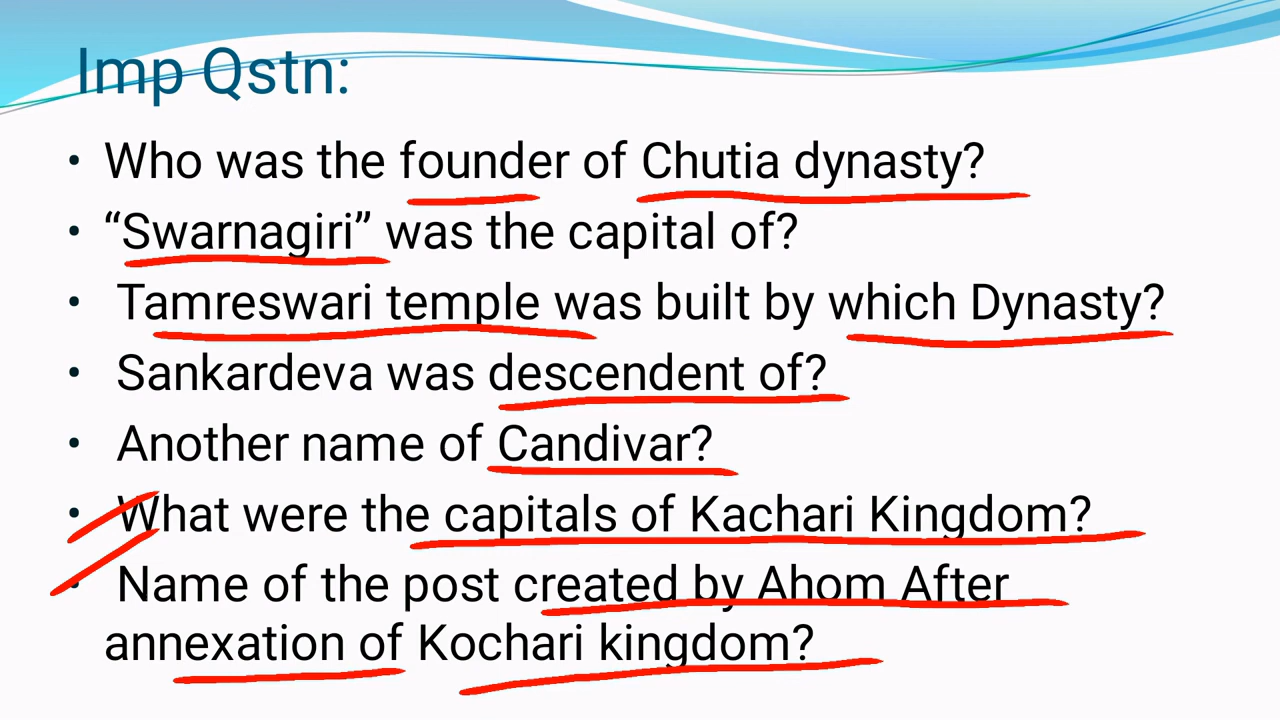 Imp Qstn:
• Who was the founder of Chutia dynasty?
• “Swarnagiri” was the capital of?
• Tamreswari temple was built by which Dynasty?
• Sankardeva was descendent of?
• Another name of Candivar?
• What were the capitals of Kachari Kingdom?
• Name of the post created by Ahom After
annexation of Kochari kingdom?